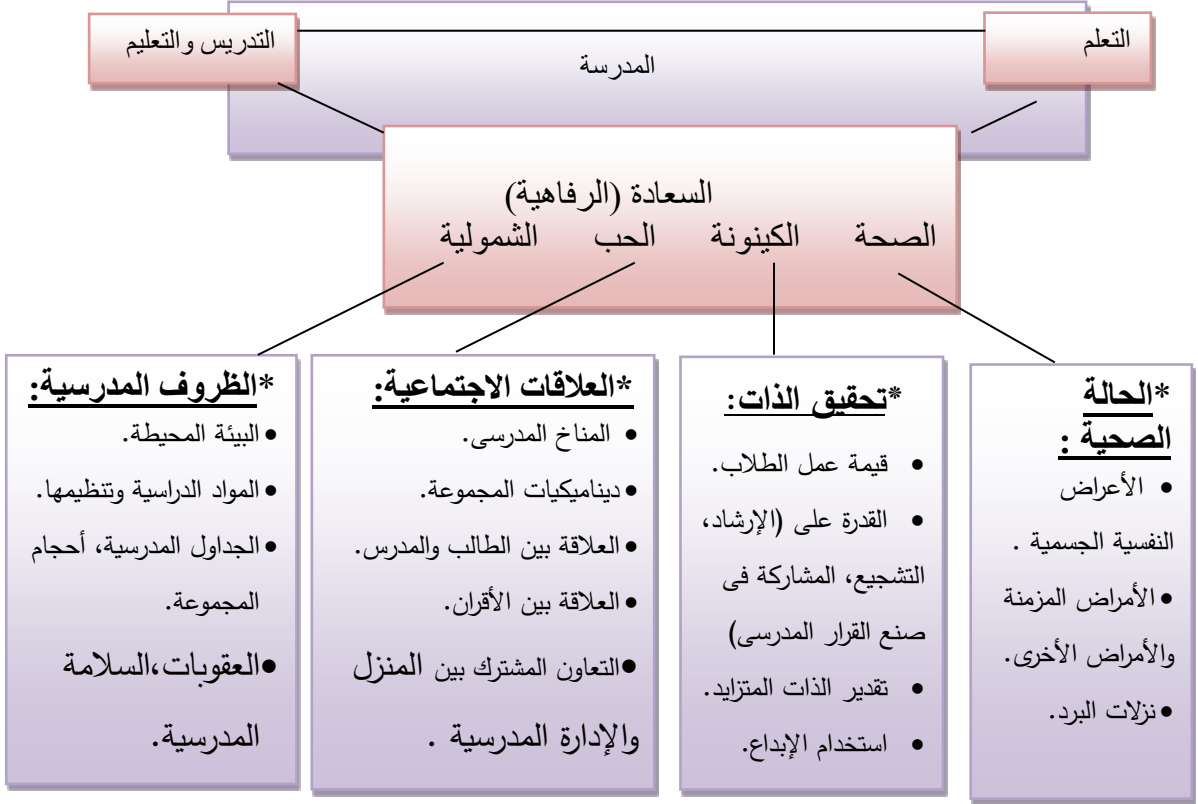 التعلم
التدريس والتعليم
المدرسة
السعادة (الرفاهية)
الصحة الكينونة الحب الشمولية
*الحالة
الصحية :
• الأعراض
النفسية الجسمية .
• الأمراض المزمنة
والأمراض الأخرى.
• نزلات البرد.
*تحقيق الذات:
• قيمة عمل الطلاب.
• القدرة على (الإرشاد،
التشجيع، المشاركة فى
صنع القرار المدرسى)
• تقدير الذات المتزايد.
• استخدام الإبداع.
*العلاقات الاجتماعية:
• المناخ المدرسى.
• ديناميكيات المجموعة.
• العلاقة بين الطالب والمدرس.
• العلاقة بين الأقران.
• التعاون المشترك بين المنزل
والإدارة المدرسية .
*الظروف المدرسية:
• البيئة المحيطة.
• المواد الدراسية وتنظيمها.
• الجداول المدرسية، أحجام
المجموعة.
• العقوبات،السلامة
المدرسية.